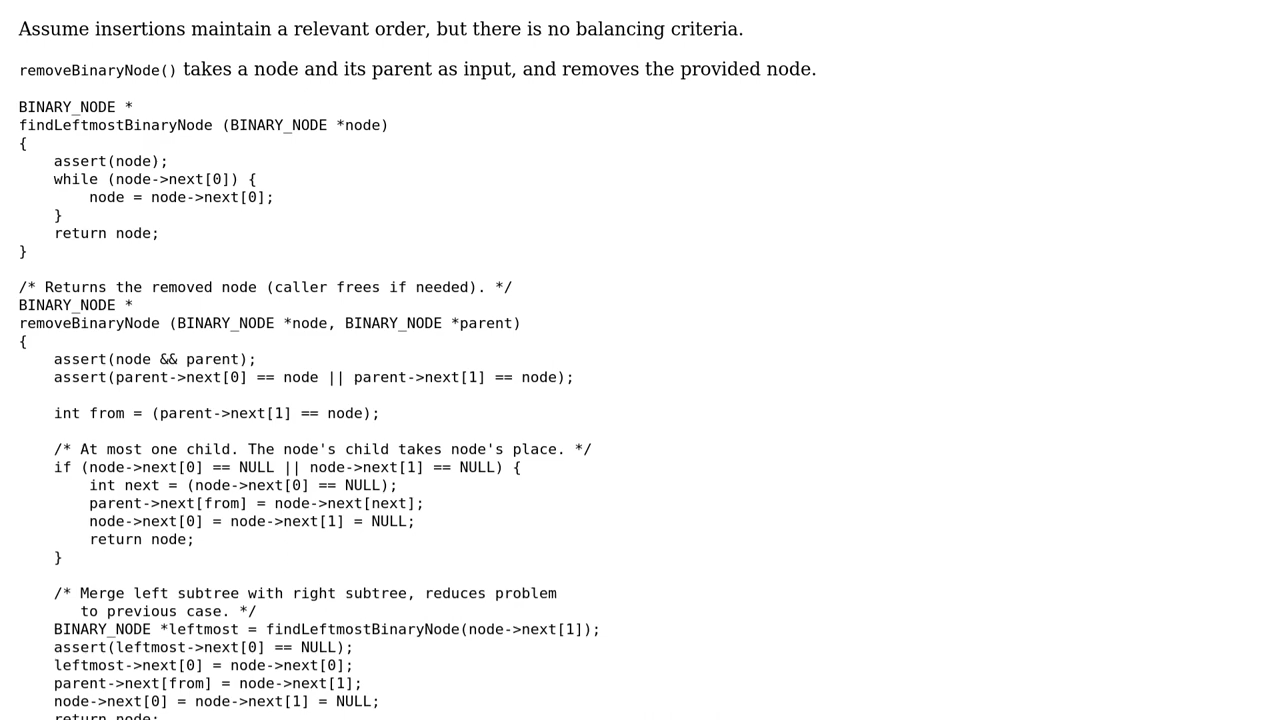 Assume insertions maintain a relevant order, but there is no balancing criteria.
removeBinaryNode() takes a node and its parent as input, and removes the provided node.
BINARY_NODE *
findLeftmostBinaryNode (BINARY_NODE *node)
{
    assert(node);
    while (node->next[0]) {
        node = node->next[0];
    }
    return node;
}
/* Returns the removed node (caller frees if needed). */
BINARY_NODE *
removeBinaryNode (BINARY_NODE *node, BINARY_NODE *parent)
{
    assert(node && parent);
    assert(parent->next[0] == node || parent->next[1] == node);
    int from = (parent->next[1] == node);
    /* At most one child. The node's child takes node's place. */
    if (node->next[0] == NULL || node->next[1] == NULL) {
        int next = (node->next[0] == NULL);
        parent->next[from] = node->next[next];
        node->next[0] = node->next[1] = NULL;
        return node;
    }
    /* Merge left subtree with right subtree, reduces problem
       to previous case. */
    BINARY_NODE *leftmost = findLeftmostBinaryNode(node->next[1]);
    assert(leftmost->next[0] == NULL);
    leftmost->next[0] = node->next[0];
    parent->next[from] = node->next[1];
    node->next[0] = node->next[1] = NULL;
    return node;